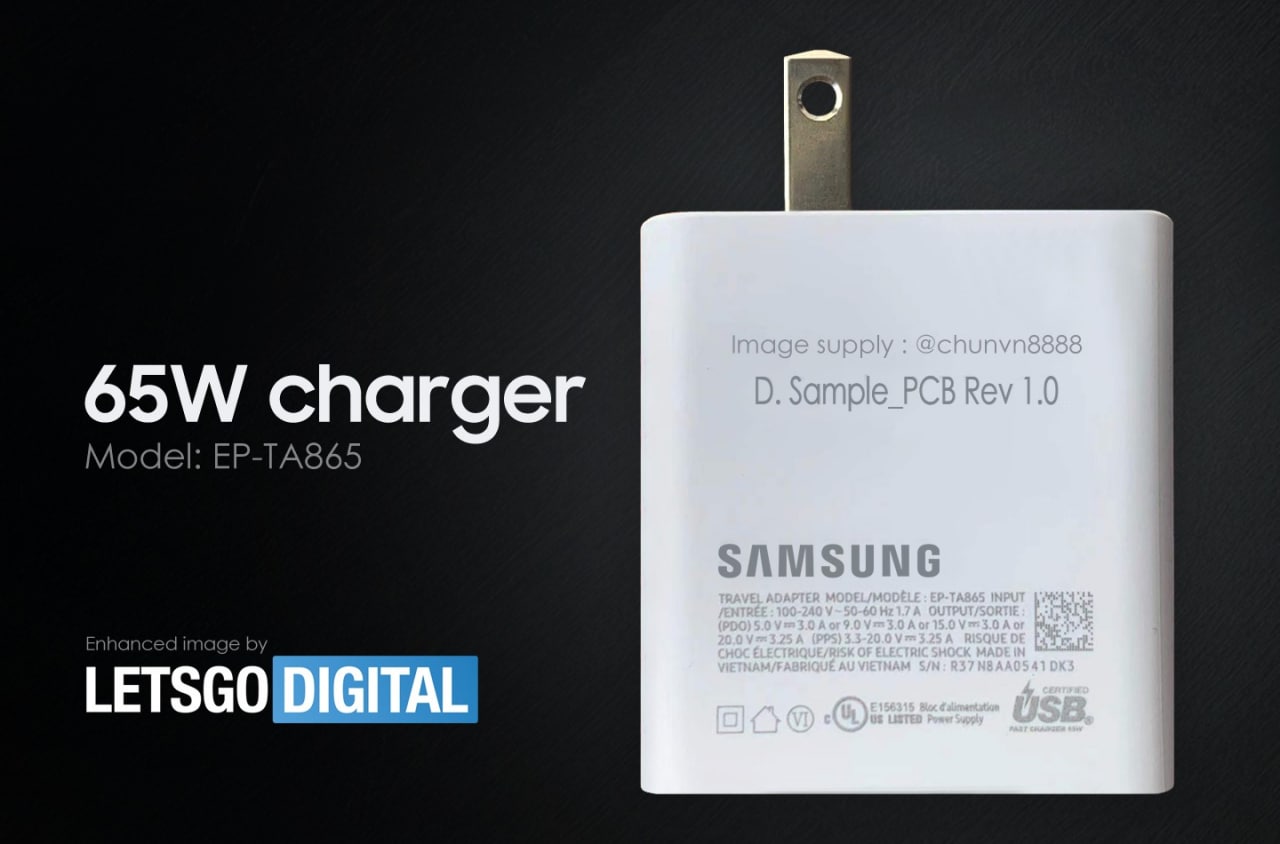 65W charger
Model: EP-TA865
Enhanced image by
LETSGO DIGITAL
Image supply : @chunvn8888
D. Sample_PCB Rev 1.0
SAMSUNG
TRAVEL ADAPTER MODEL/MODÈLE : EP-TA865 INPUT
/ENTRÉE : 100-240 V ~ 50-60 Hz 1.7 A OUTPUT/SORTIE :
(PDO) 5.0 V ⎓ 3.0 A or 9.0 V ⎓ 3.0 A or 15.0 V ⎓ 3.0 A or
20.0 V ⎓ 3.25 A (PPS) 3.3-20.0 V ⎓ 3.25 A RISQUE DE
CHOC ÉLECTRIQUE/RISK OF ELECTRIC SHOCK MADE IN
VIETNAM/FABRIQUÉ AU VIETNAM S/N : R37N8AA0541DK3
VI
c UL US LISTED
E156315 Bloc d'alimentation
Power Supply
CERTIFIED
USB
FAST CHARGER 65W